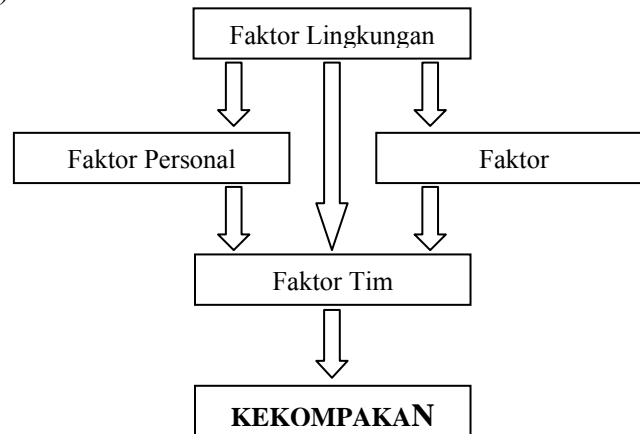 )
Faktor Lingkungan
Faktor Personal
Faktor
Faktor Tim
KEKOMPAKAN